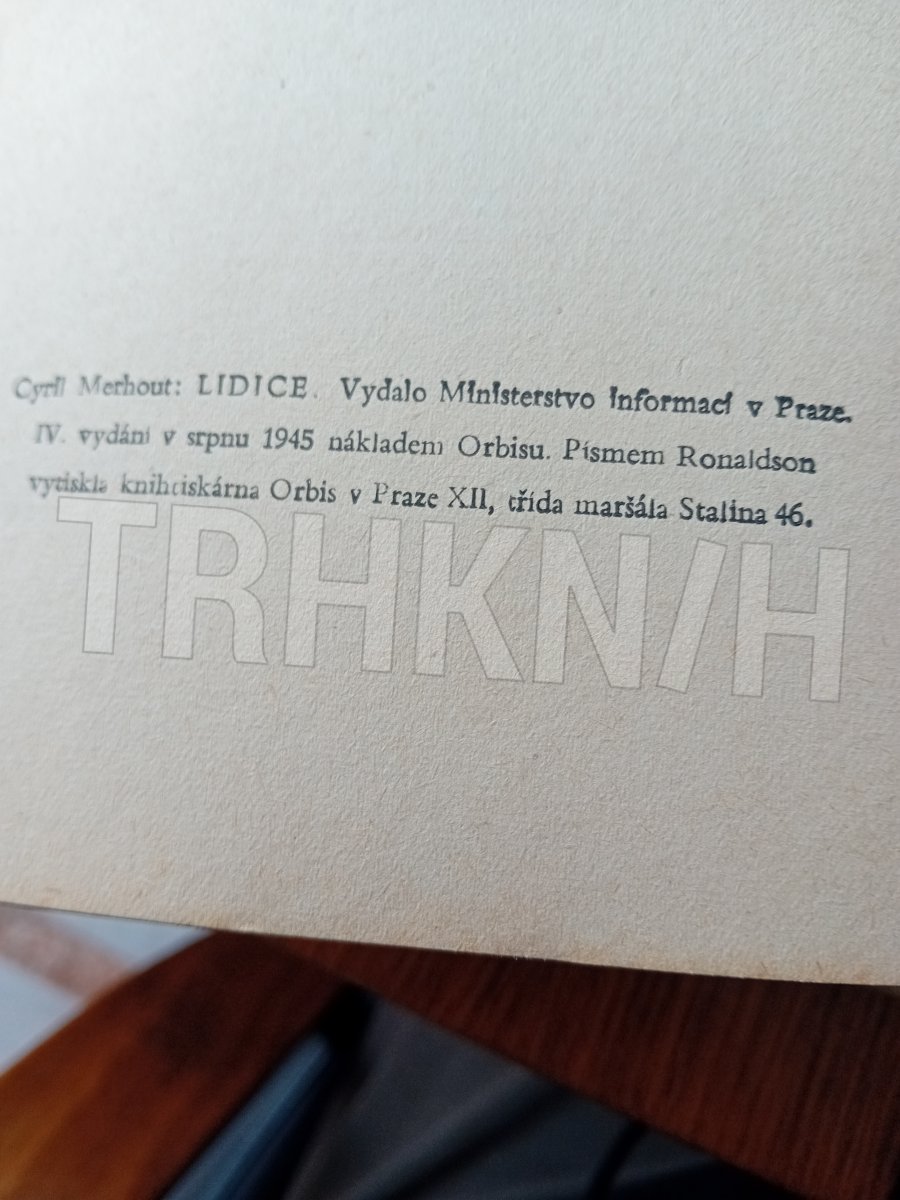 Cyril Merhout: LIDICE. Vydalo Ministerstvo informací v Praze.
IV. vydání v srpnu 1945 nákladem Orbisu. Písmem Ronaldson
vytiskla knihtiskárna Orbis v Praze XII, třída maršála Stalina 46.
TRHKN/H